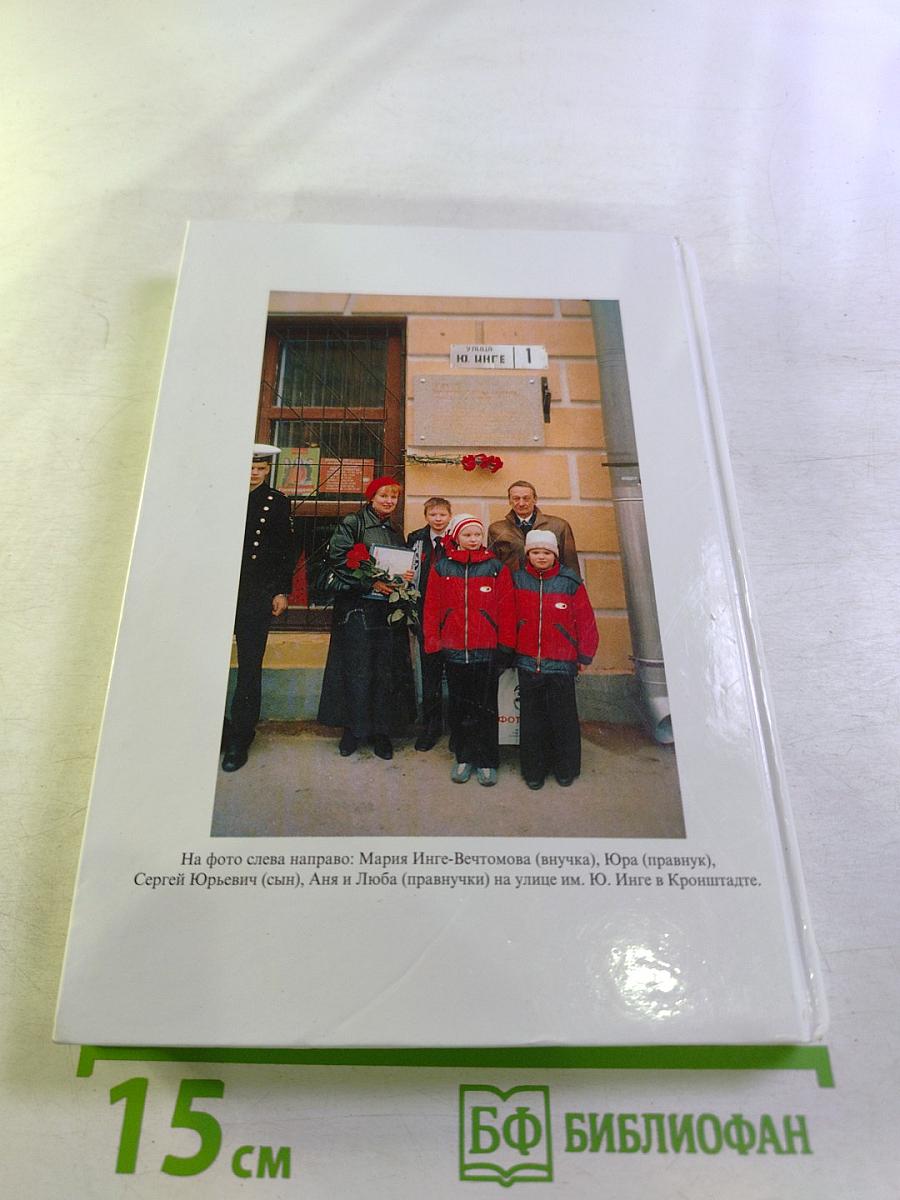 УЛИЦА
Ю. ИНГЕ 1
ФОТ
На фото слева направо: Мария Инге-Вечтомова (внучка), Юра (правнук),
Сергей Юрьевич (сын), Аня и Люба (правнучки) на улице им. Ю. Инге в Кронштадте.
15 см
БФ БИБЛИОФАН